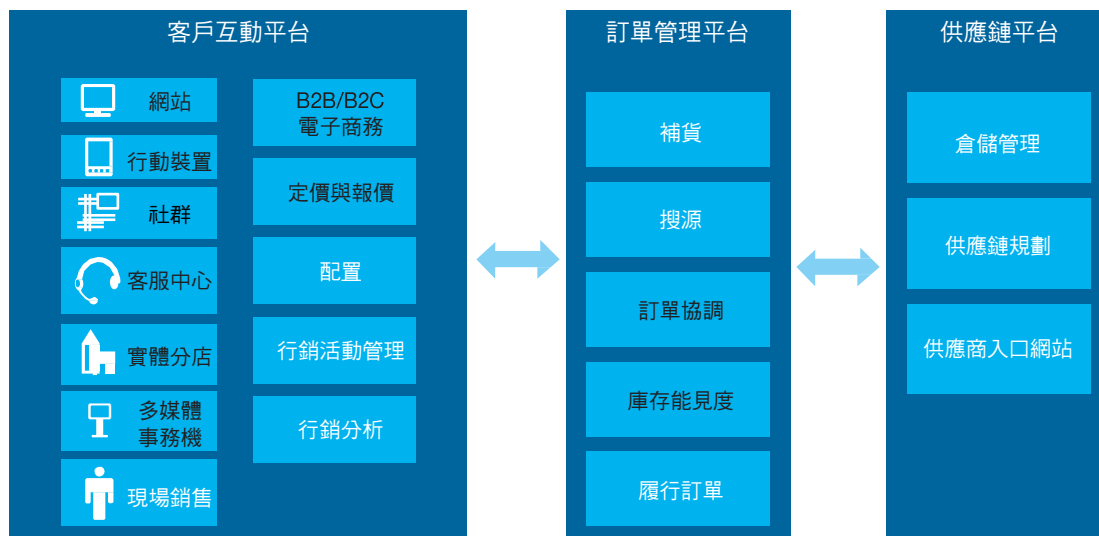 客戶互動平台
網站
行動裝置
社群
客服中心
實體分店
多媒體
事務機
現場銷售
B2B/B2C
電子商務
定價與報價
配置
行銷活動管理
行銷分析
訂單管理平台
補貨
搜源
訂單協調
庫存能見度
履行訂單
供應鏈平台
倉儲管理
供應鏈規劃
供應商入口網站